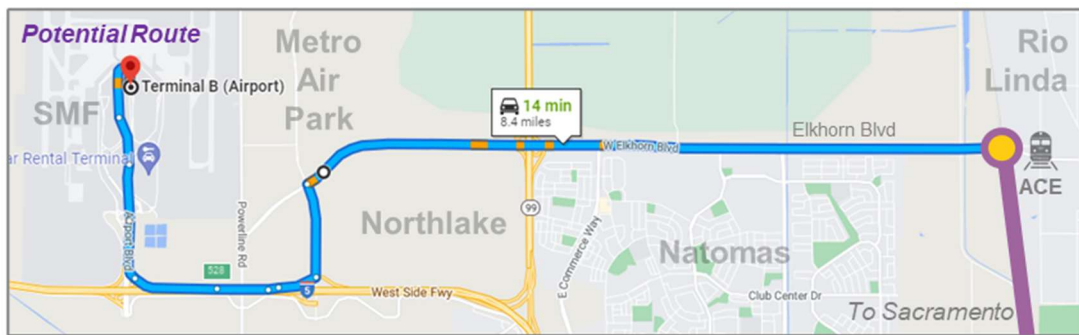 Potential Route
Metro
Air
Park
Rio
Linda
Terminal B (Airport)
SMF
14 min
8.4 miles
Elkhorn Blvd
ar Rental Terminal
W Elkhorn Blvd
ACE
Powerline Rd
99
Northlake
Natomas
E Commerce Way
Airport Blvd
528
5
West Side Fwy
Club Center Dr
To Sacramento